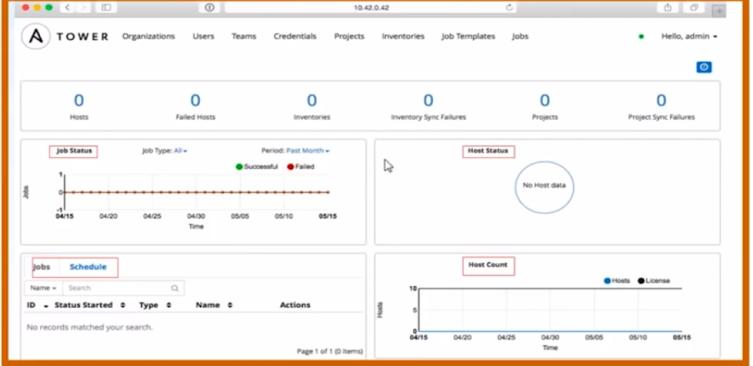 10.42.0.42
A TOWER Organizations Users Teams Credentials Projects Inventories Job Templates Jobs Hello, admin
0 0 0 0 0 0
Hosts Failed Hosts Inventories Inventory Sync Failures Projects Project Sync Failures
Job Status Job Type: All Period: Past Month
Successful Failed
Jobs
1
0
-1
04/15 04/20 04/25 04/30 05/05 05/10 05/15
Time
Host Status
No Host data
Jobs Schedule
Name Search
ID Status Started Type Name Actions
No records matched your search.
Page 1 of 1 (0 items)
Host Count
Hosts License
Hosts
10
5
0
04/15 04/20 04/25 04/30 05/05 05/10 05/15
Time